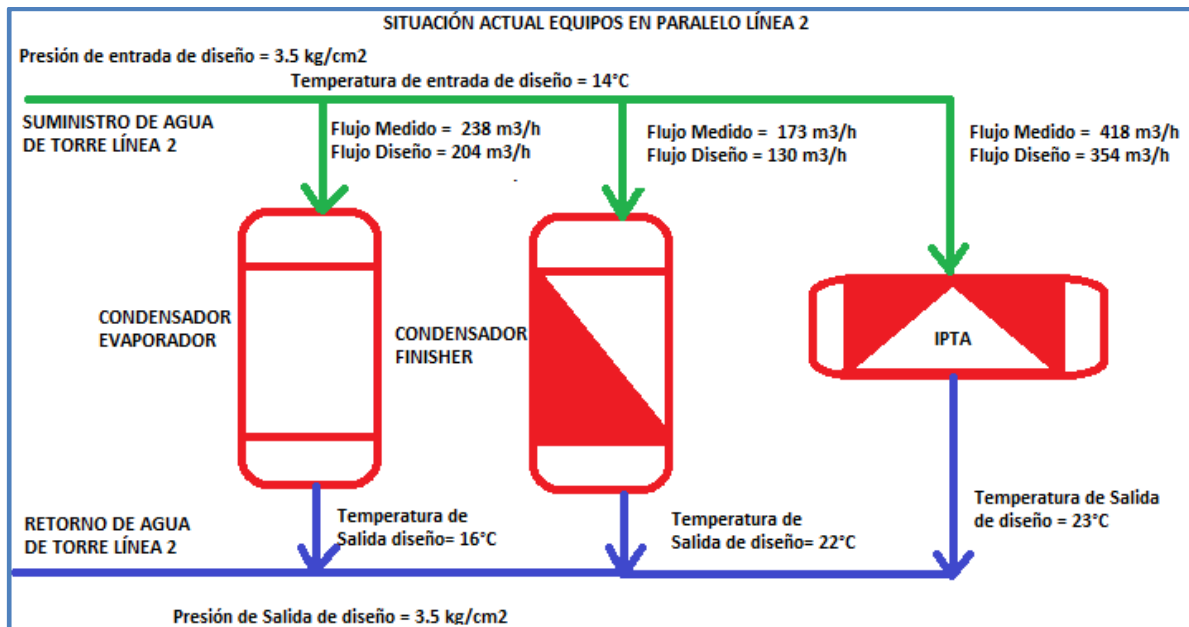 SITUACIÓN ACTUAL EQUIPOS EN PARALELO LÍNEA 2
Presión de entrada de diseño = 3.5 kg/cm2
Temperatura de entrada de diseño = 14°C
SUMINISTRO DE AGUA
DE TORRE LÍNEA 2
Flujo Medido = 238 m3/h
Flujo Diseño = 204 m3/h
Flujo Medido = 173 m3/h
Flujo Diseño = 130 m3/h
Flujo Medido = 418 m3/h
Flujo Diseño = 354 m3/h
CONDENSADOR
EVAPORADOR
CONDENSADOR
FINISHER
IPTA
RETORNO DE AGUA
DE TORRE LÍNEA 2
Temperatura de
Salida diseño= 16°C
Temperatura de
Salida de diseño= 22°C
Temperatura de Salida
de diseño = 23°C
Presión de Salida de diseño = 3.5 kg/cm2